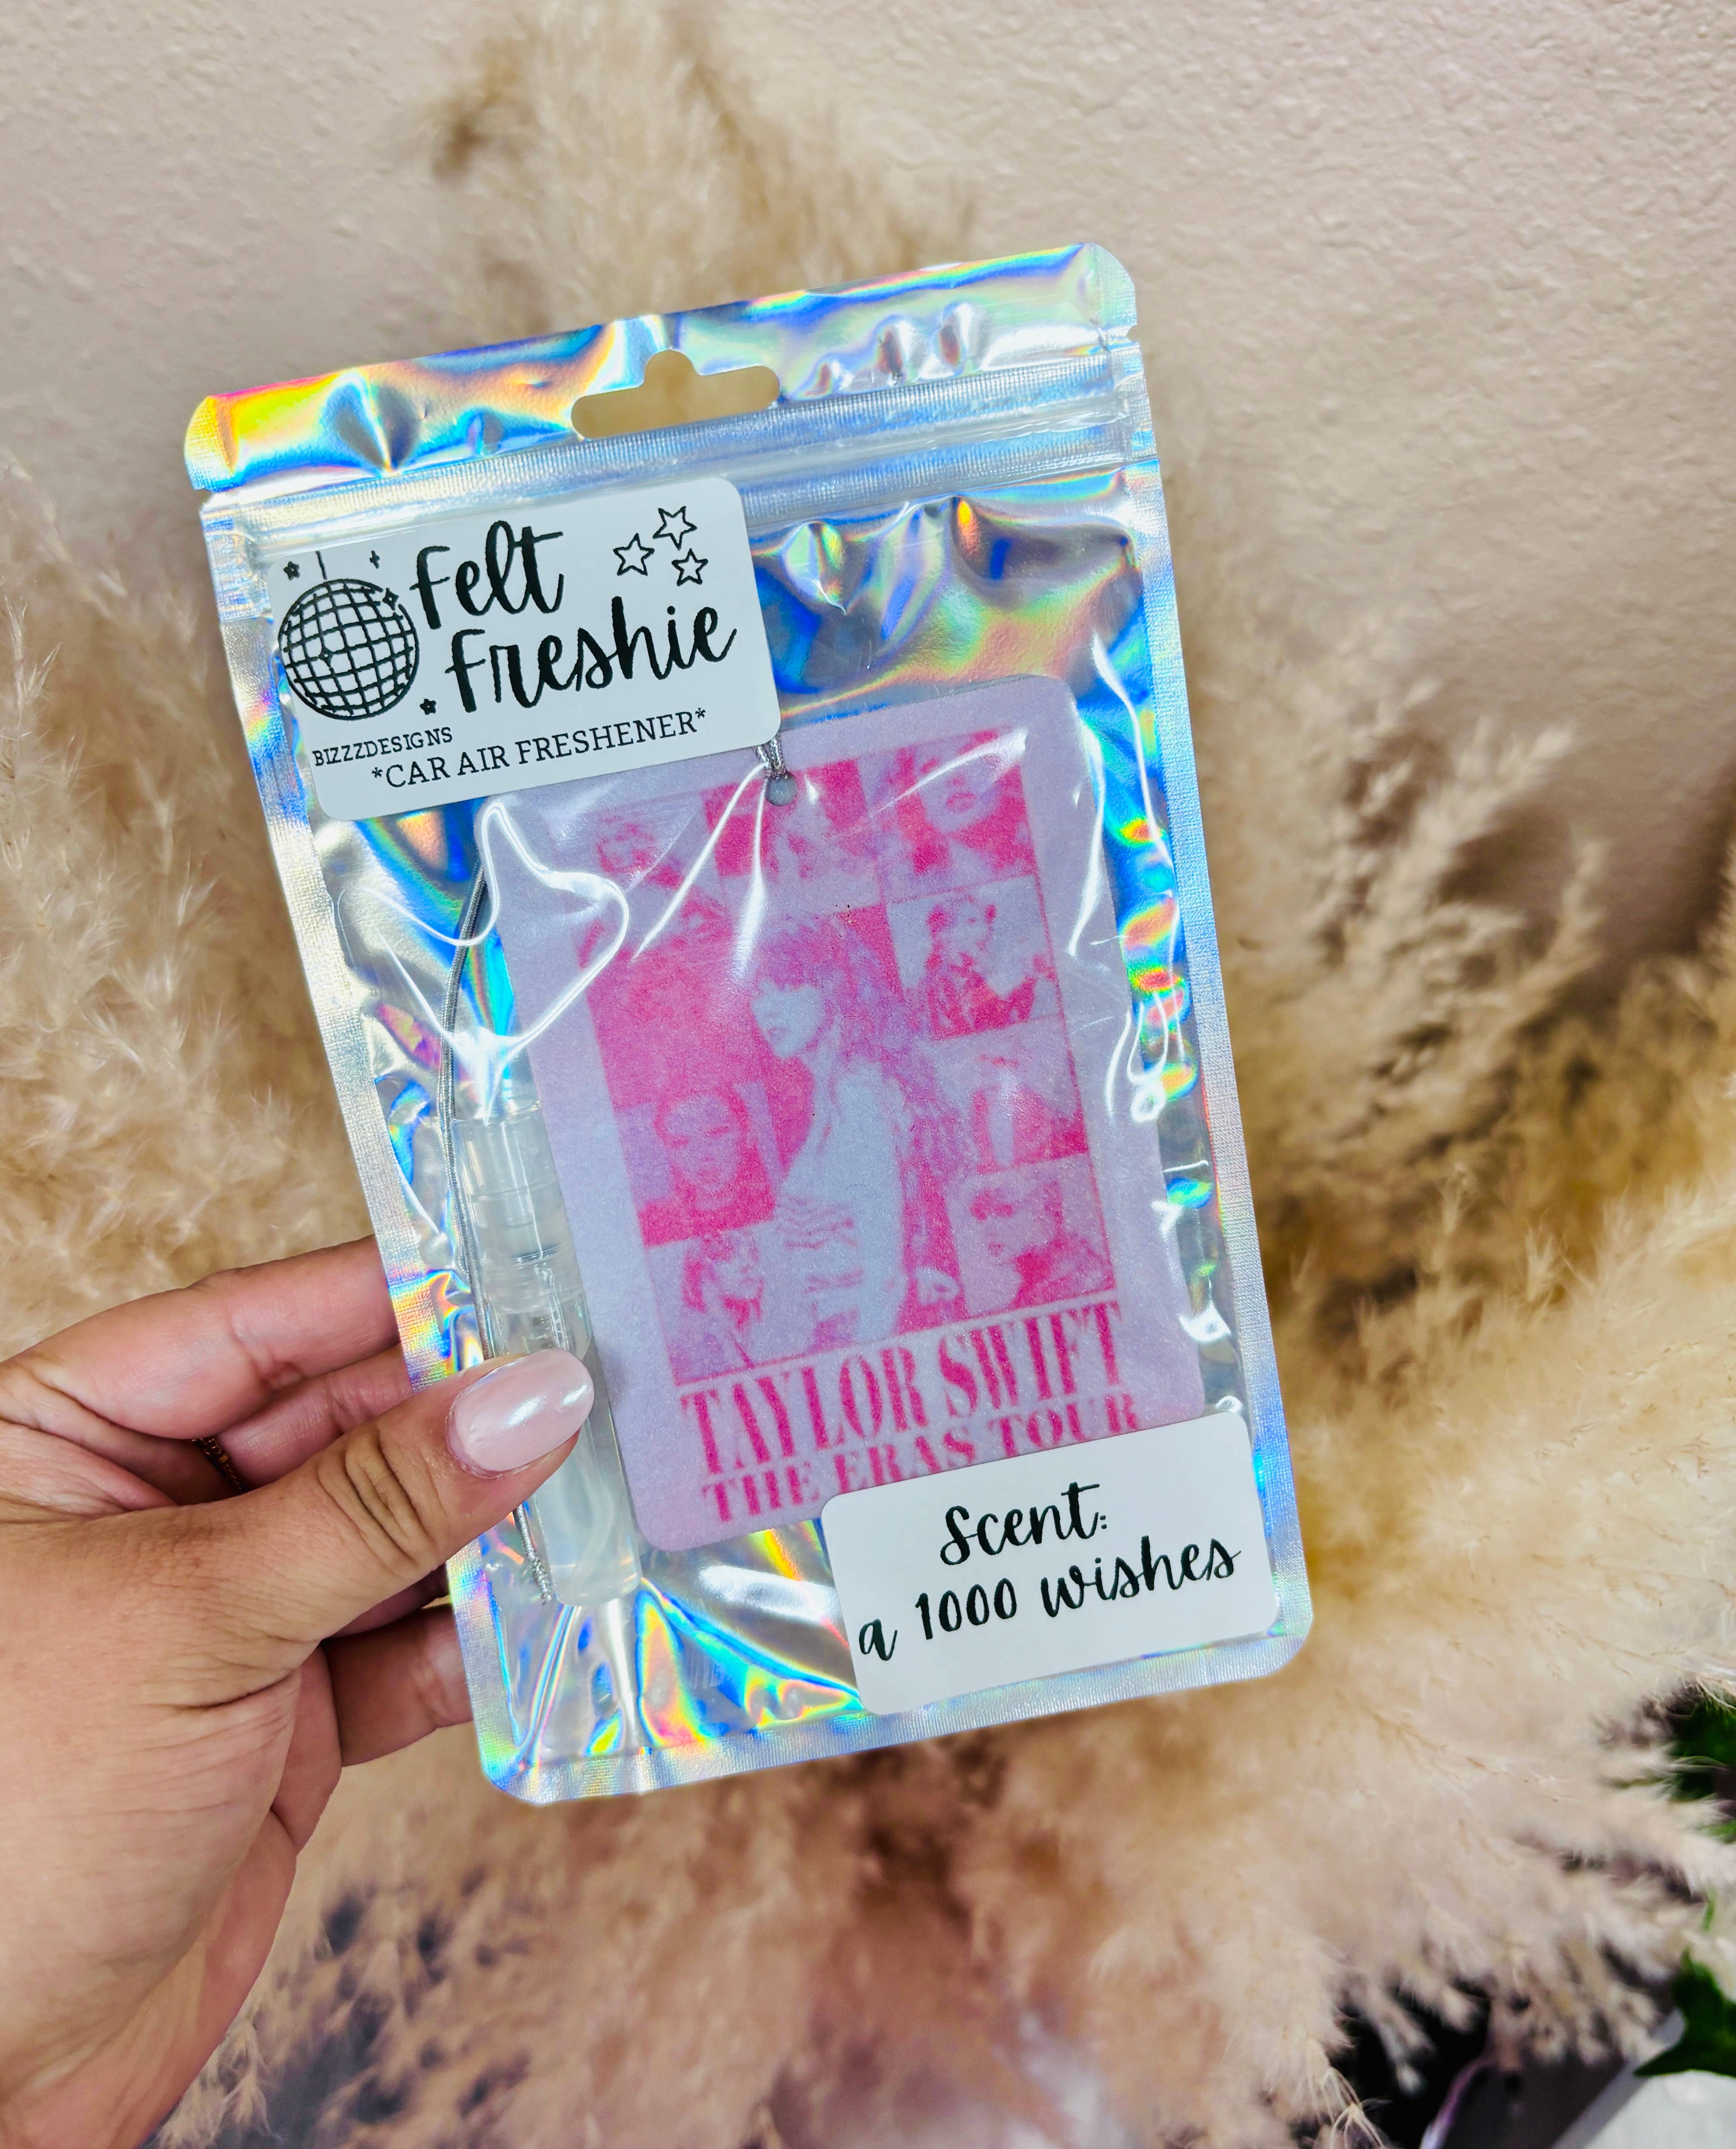 Felt
Freshie
BIZZZDESIGNS
*CAR AIR FRESHENER*
TAYLOR SWIFT
THE ERAS TOUR
Scent:
a 1000 wishes